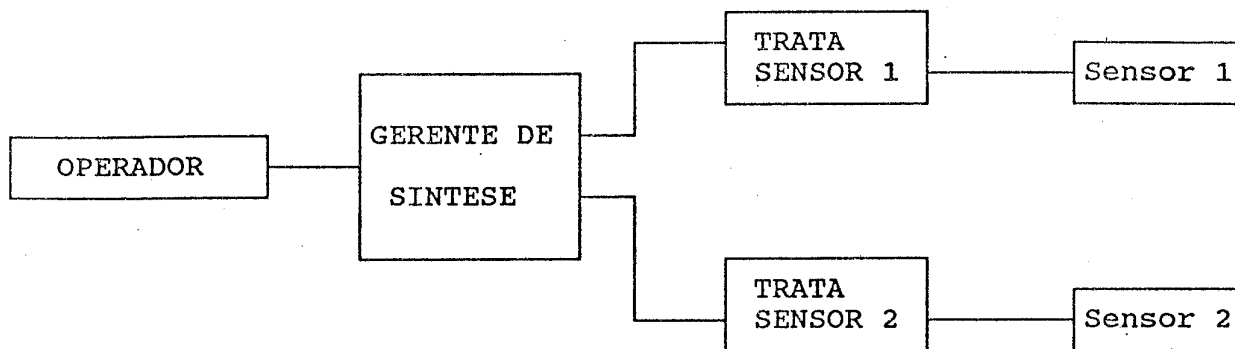 OPERADOR
GERENTE DE
SINTESE
TRATA
SENSOR 1
Sensor 1
TRATA
SENSOR 2
Sensor 2